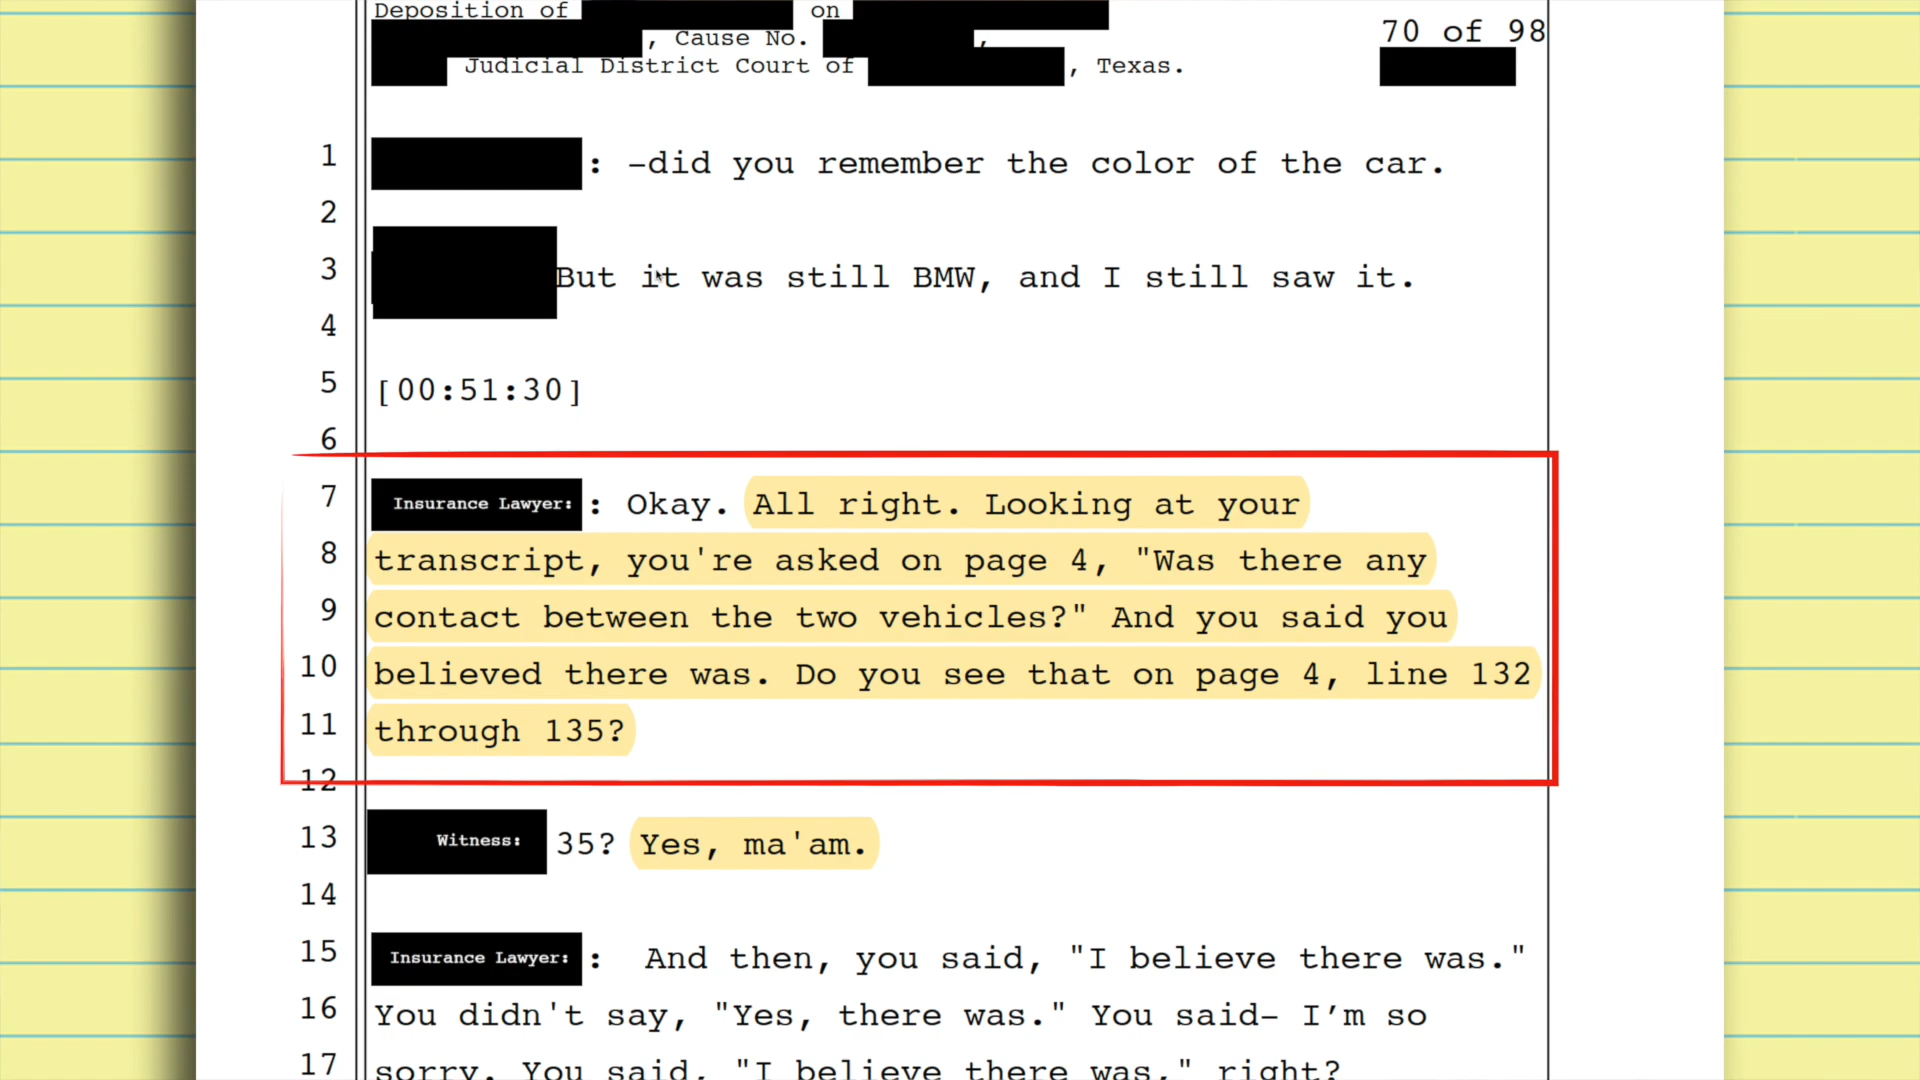 Deposition of on
, Cause No. ,
Judicial District Court of , Texas.
70 of 98
1 : -did you remember the color of the car.
2
3 But it was still BMW, and I still saw it.
4
5 [00:51:30]
6
7 Insurance Lawyer: : Okay. All right. Looking at your
8 transcript, you're asked on page 4, "Was there any
9 contact between the two vehicles?" And you said you
10 believed there was. Do you see that on page 4, line 132
11 through 135?
12
13 Witness: 35? Yes, ma'am.
14
15 Insurance Lawyer: : And then, you said, "I believe there was."
16 You didn't say, "Yes, there was." You said– I’m so
17 sorry. You said, "I believe there was," right?